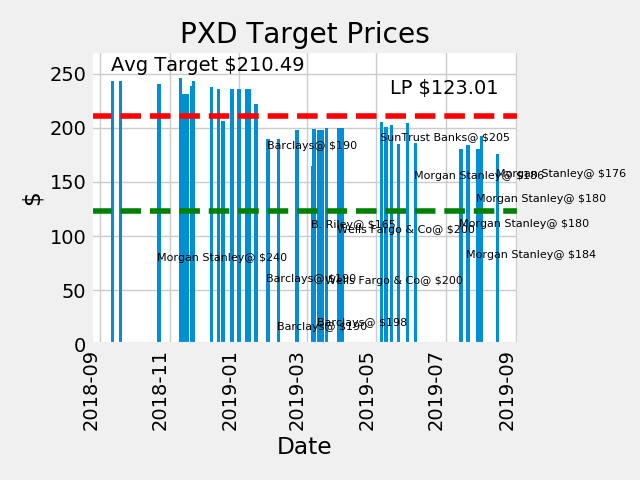 PXD Target Prices
Avg Target $210.49
LP $123.01
250
200
150
100
50
0
$
SunTrust Banks@ $205
Barclays@ $190
Morgan Stanley@ $186
Morgan Stanley@ $176
Morgan Stanley@ $180
B. Riley@ $165
Wells Fargo & Co@ $200
Morgan Stanley@ $180
Morgan Stanley@ $240
Morgan Stanley@ $184
Barclays@ $190
Wells Fargo & Co@ $200
Barclays@ $190
Barclays@ $198
2018-09
2018-11
2019-01
2019-03
2019-05
2019-07
2019-09
Date